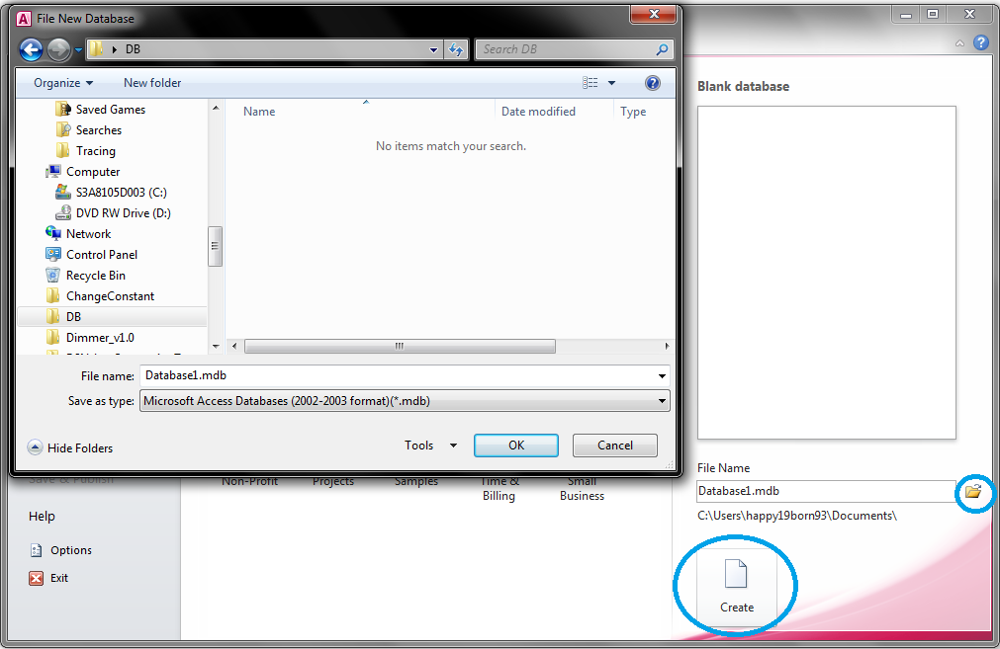 File New Database
DB
Search DB
Organize
New folder
Saved Games
Searches
Tracing
Computer
S3A8105D003 (C:)
DVD RW Drive (D:)
Network
Control Panel
Recycle Bin
ChangeConstant
DB
Dimmer_v1.0
Name
Date modified
Type
No items match your search.
File name:
Database1.mdb
Save as type:
Microsoft Access Databases (2002-2003 format)(*.mdb)
Hide Folders
Tools
OK
Cancel
Save & Publish
Help
Options
Exit
Non-Profit
Projects
Samples
Time &
Billing
Small
Business
Blank database
File Name
Database1.mdb
C:\Users\happy19born93\Documents\
Create